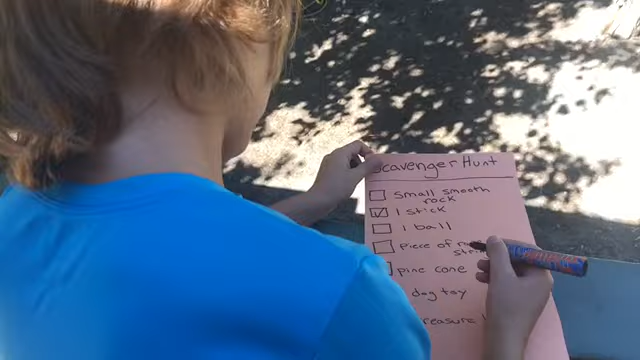 Scavenger Hunt
Small smooth
rock
1 stick
1 ball
Piece of
pine cone
dog toy